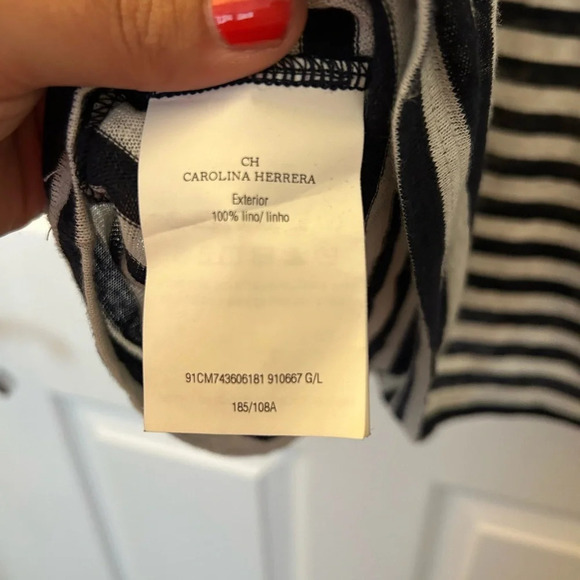 CH
CAROLINA HERRERA
Exterior
100% lino/ linho
91CM743606181 910667 G/L
185/108A